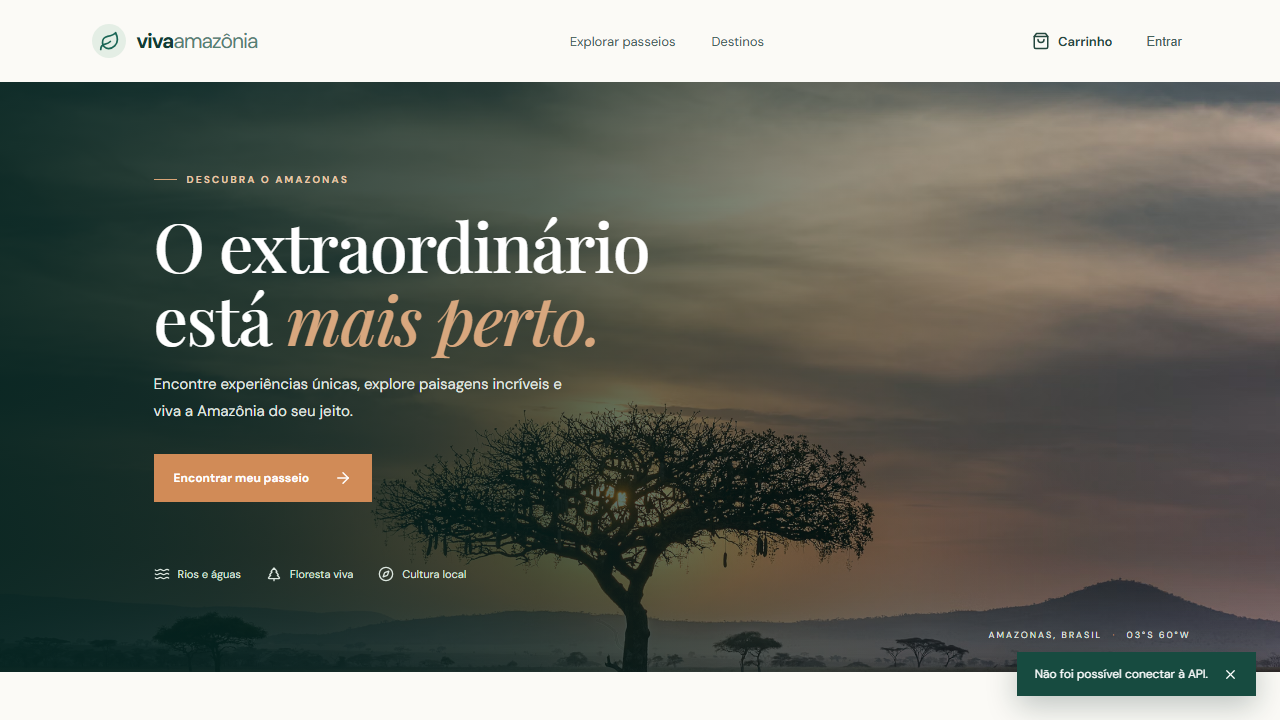 vivaamazônia
Explorar passeios
Destinos
Carrinho
Entrar
DESCUBRA O AMAZONAS
O extraordinário
está mais perto.
Encontre experiências únicas, explore paisagens incríveis e
viva a Amazônia do seu jeito.
Encontrar meu passeio
Rios e águas
Floresta viva
Cultura local
AMAZONAS, BRASIL · 03°S 60°W
Não foi possível conectar à API.